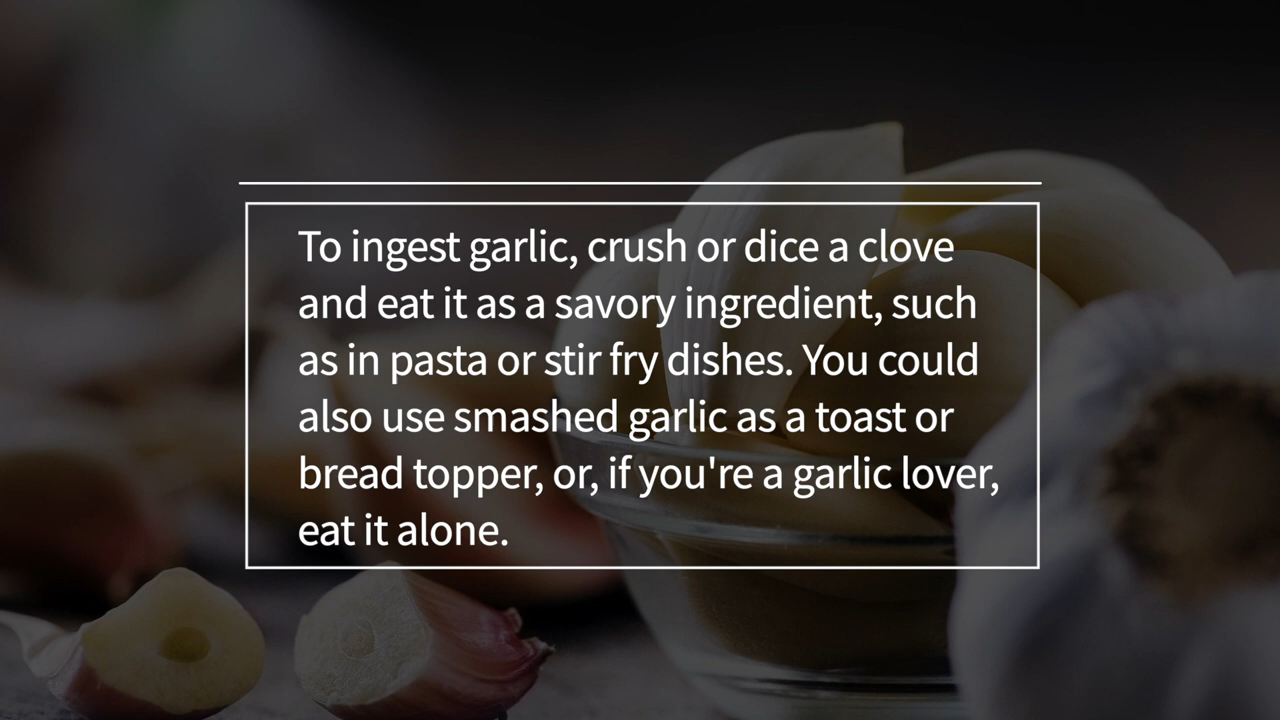 To ingest garlic, crush or dice a clove
and eat it as a savory ingredient, such
as in pasta or stir fry dishes. You could
also use smashed garlic as a toast or
bread topper, or, if you're a garlic lover,
eat it alone.